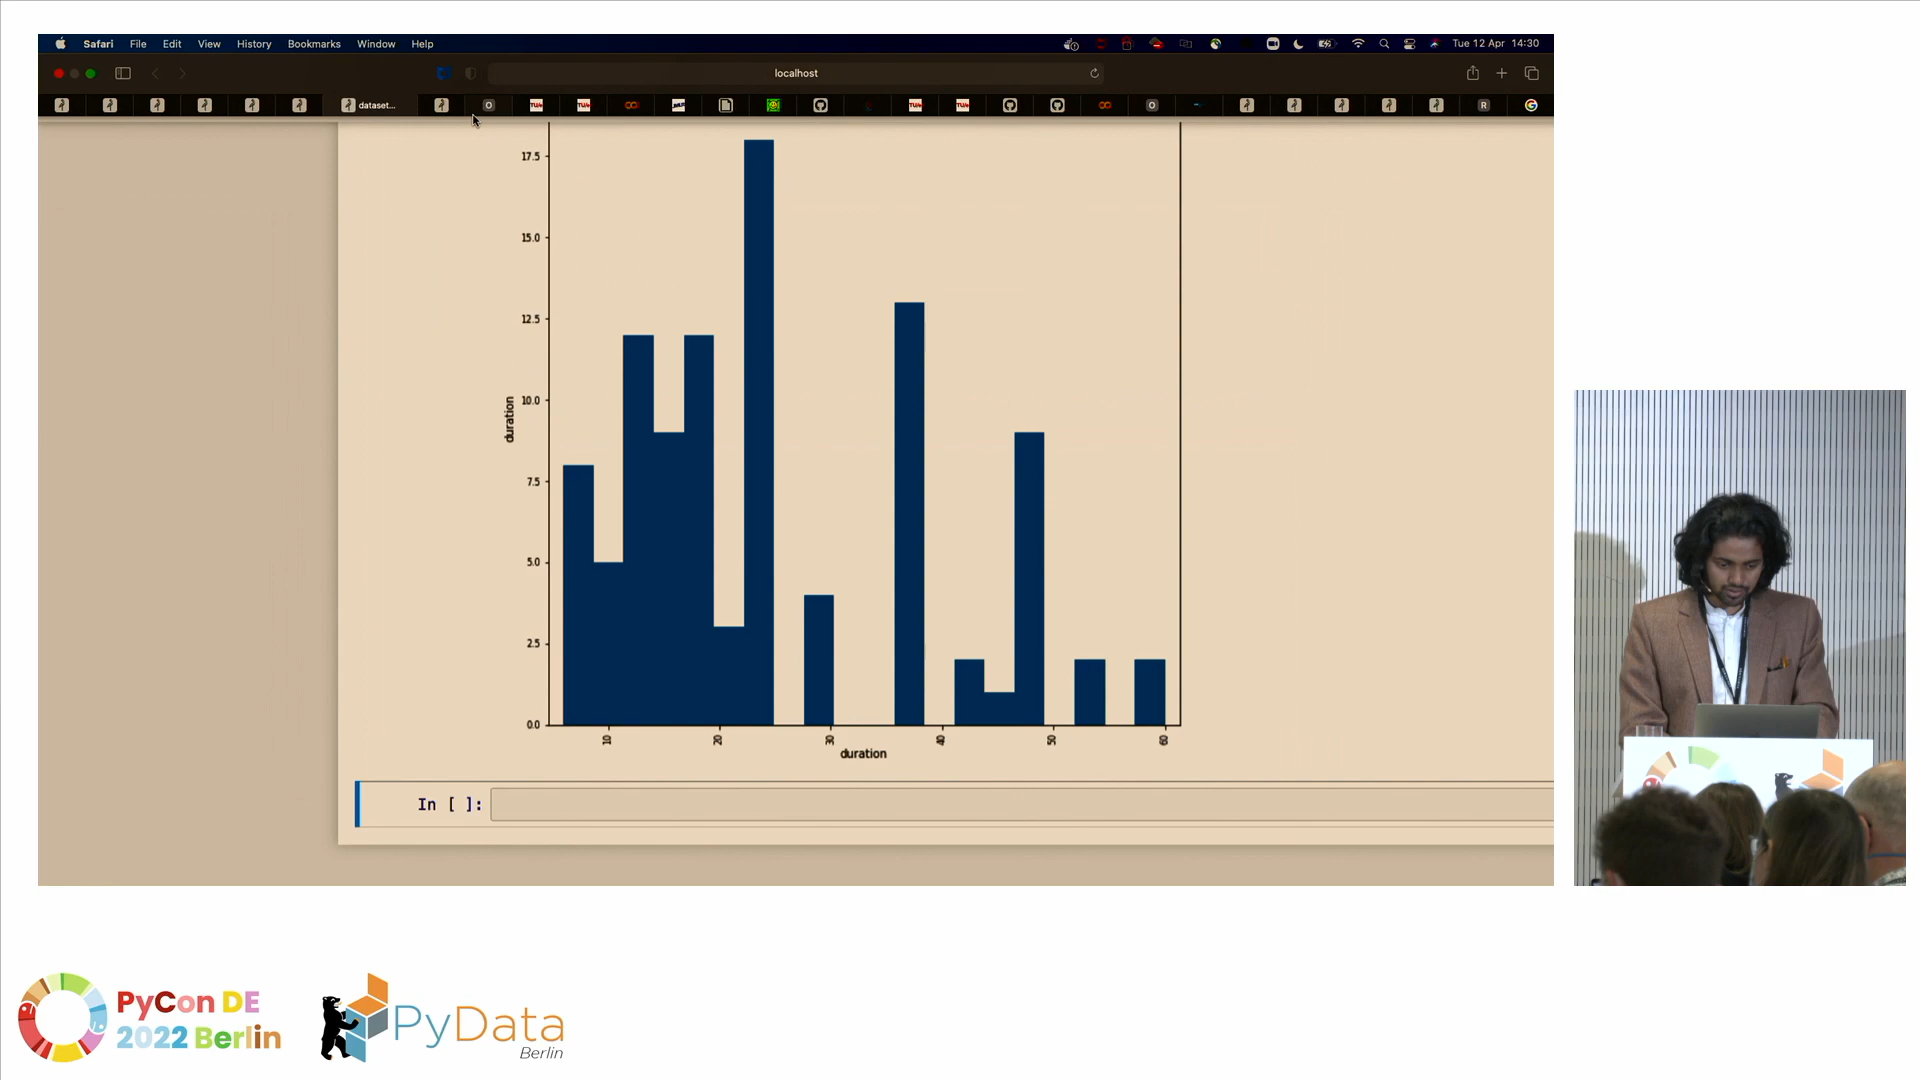 Safari File Edit View History Bookmarks Window Help
Tue 12 Apr 14:30
localhost
dataset...
17.5
15.0
12.5
10.0
7.5
5.0
2.5
0.0
duration
10 20 30 40 50 60
duration
In [ ]:
PyCon DE
2022 Berlin
PyData
Berlin